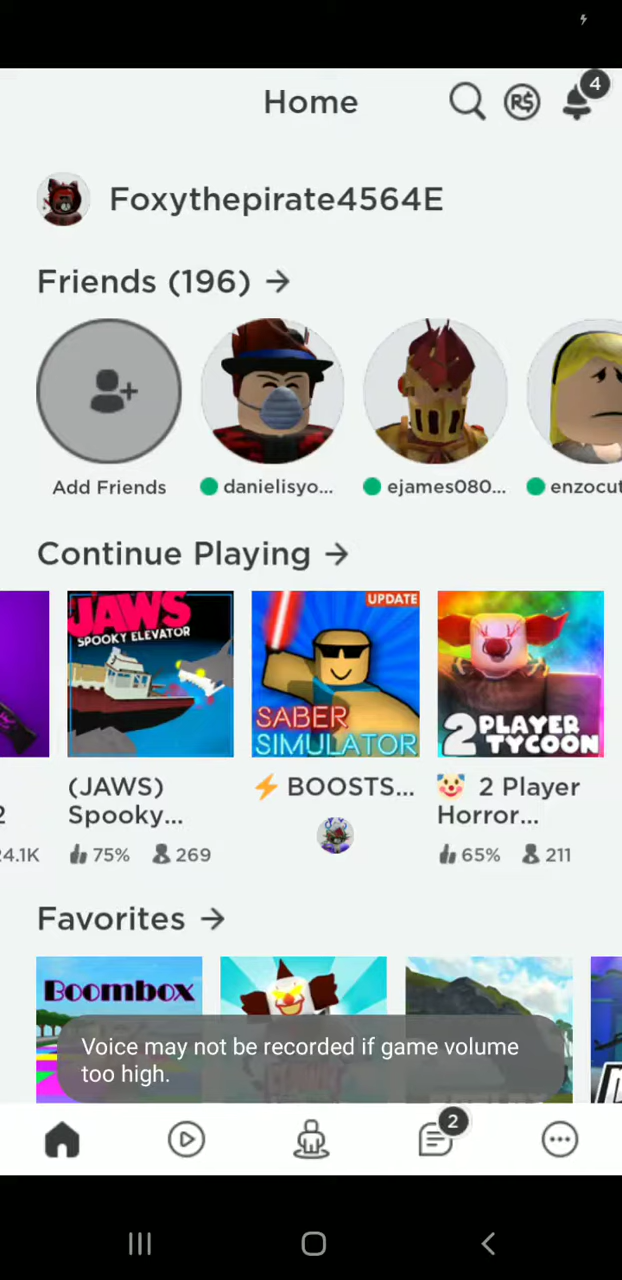 4
Home
R$
Foxythepirate4564E
Friends (196) →
Add Friends
danielisyo...
ejames080...
enzocut
Continue Playing →
JAWS
SPOOKY ELEVATOR
UPDATE
SABER
SIMULATOR
2 PLAYER
TYCOON
2
(JAWS)
Spooky...
⚡ BOOSTS...
🤡 2 Player
Horror...
24.1K
75% 269
65% 211
Favorites →
Boombox
Voice may not be recorded if game volume
too high.
2